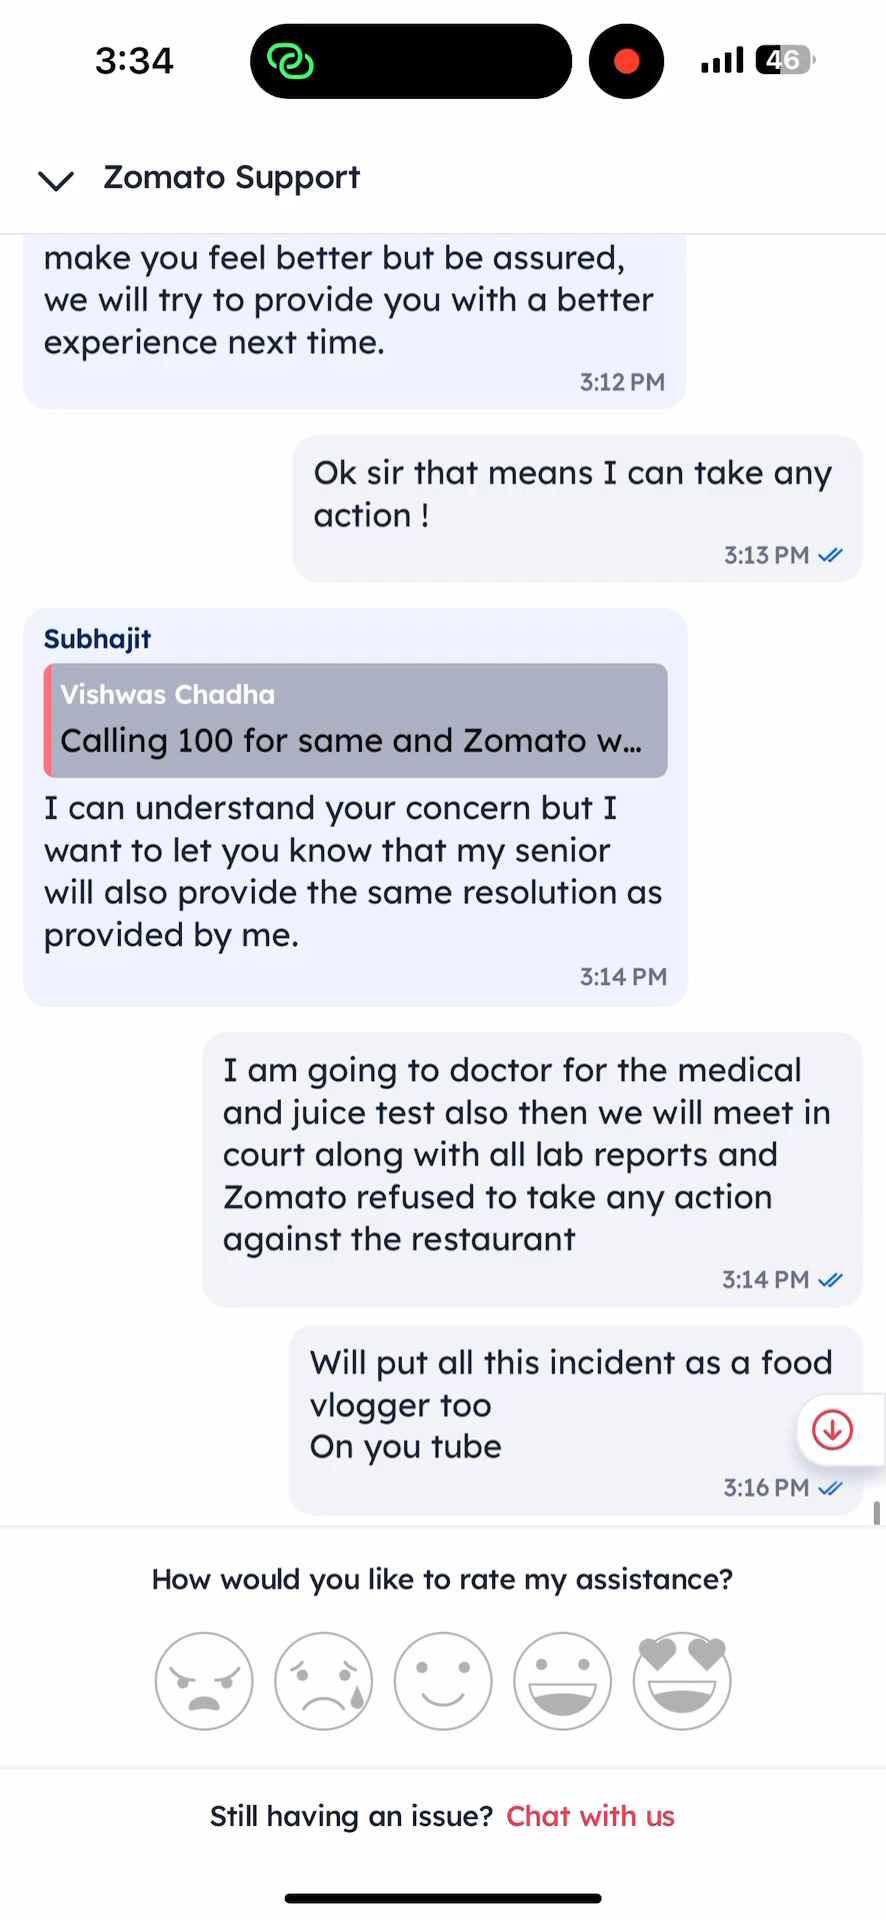 3:34
46
Zomato Support
make you feel better but be assured,
we will try to provide you with a better
experience next time.
3:12 PM
Ok sir that means I can take any
action !
3:13 PM
Subhajit
Vishwas Chadha
Calling 100 for same and Zomato w...
I can understand your concern but I
want to let you know that my senior
will also provide the same resolution as
provided by me.
3:14 PM
I am going to doctor for the medical
and juice test also then we will meet in
court along with all lab reports and
Zomato refused to take any action
against the restaurant
3:14 PM
Will put all this incident as a food
vlogger too
On you tube
3:16 PM
How would you like to rate my assistance?
Still having an issue? Chat with us